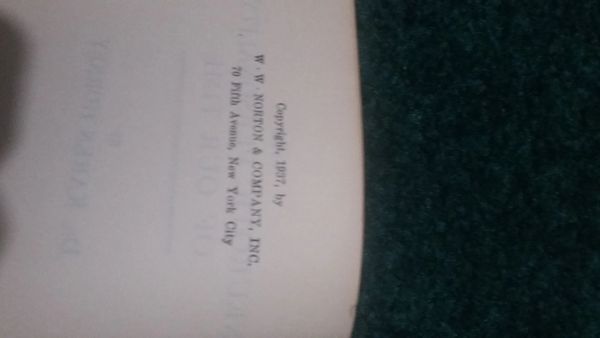 Copyright, 1937, by
W · W · NORTON & COMPANY, INC.
70 Fifth Avenue, New York City